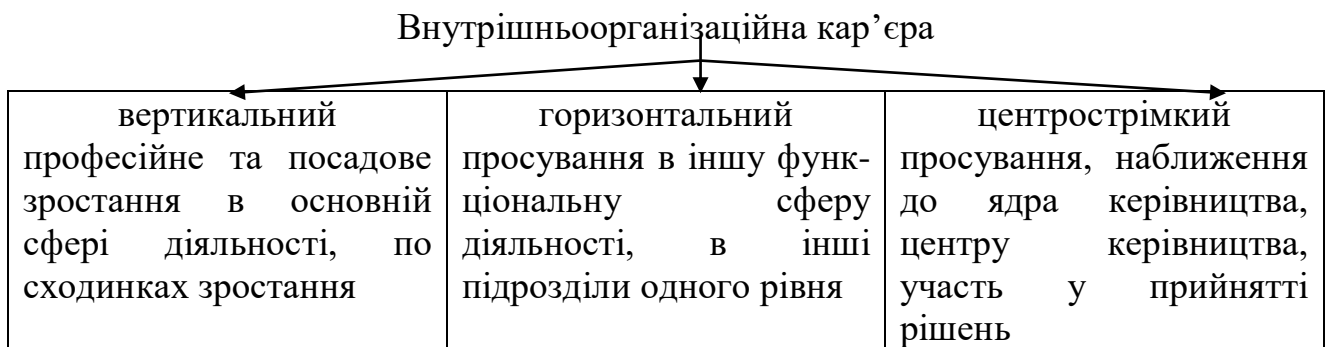 Внутрішньоорганізаційна кар’єра
вертикальний
професійне та посадове
зростання в основній
сфері діяльності, по
сходинках зростання
горизонтальний
просування в іншу функ-
ціональну сферу
діяльності, в інші
підрозділи одного рівня
центрострімкий
просування, наближення
до ядра керівництва,
центру керівництва,
участь у прийнятті
рішень